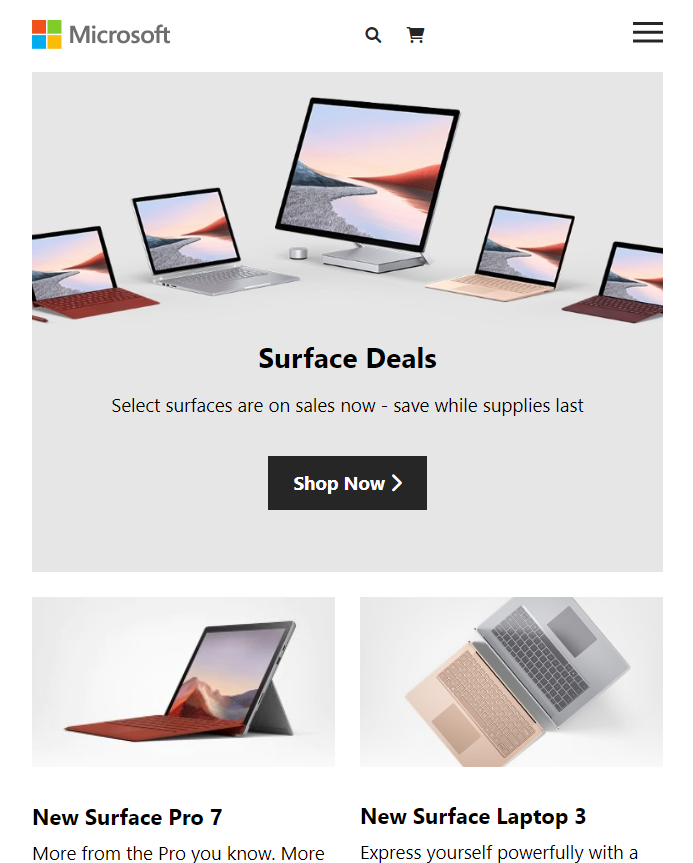 Microsoft
Surface Deals
Select surfaces are on sales now - save while supplies last
Shop Now
New Surface Pro 7
More from the Pro you know. More
New Surface Laptop 3
Express yourself powerfully with a